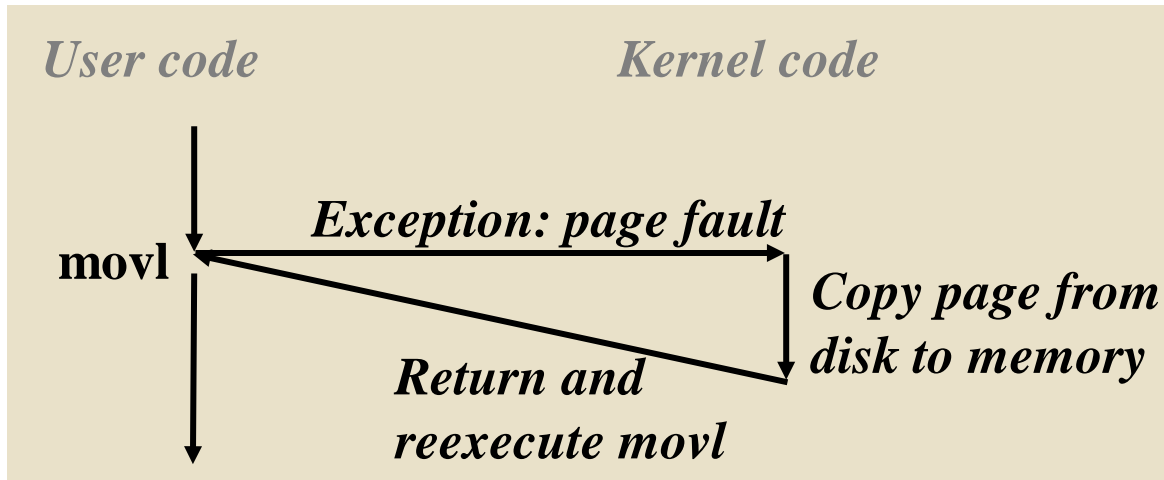 User code
Kernel code
Exception: page fault
movl
Copy page from
disk to memory
Return and
reexecute movl